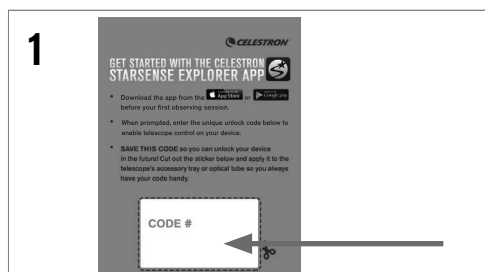 1
CELESTRON
GET STARTED WITH THE CELESTRON
STARSENSE EXPLORER APP
• Download the app from the App Store or Google play
before your first observing session.
• When prompted, enter the unique unlock code below to
enable telescope control on your device.
• SAVE THIS CODE so you can unlock your device
in the future! Cut out the sticker below and apply it to the
telescope's accessory tray or optical tube so you always
have your code handy.
CODE #